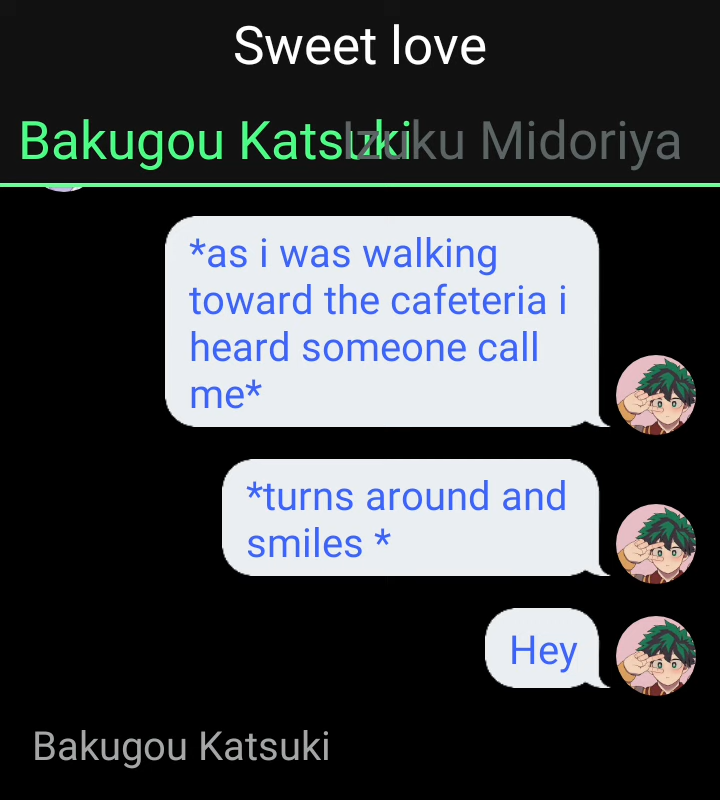 Sweet love
Bakugou Katsuki Izuku Midoriya
*as i was walking
toward the cafeteria i
heard someone call
me*
*turns around and
smiles *
Hey
Bakugou Katsuki